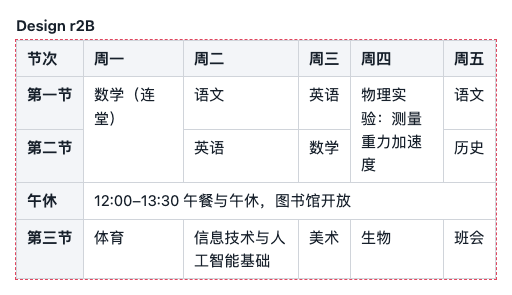 Design r2B
节次 周一 周二 周三 周四 周五
第一节 数学（连堂） 语文 英语 物理实验：测量重力加速度 语文
第二节 英语 数学 历史
午休 12:00–13:30 午餐与午休，图书馆开放
第三节 体育 信息技术与人工智能基础 美术 生物 班会